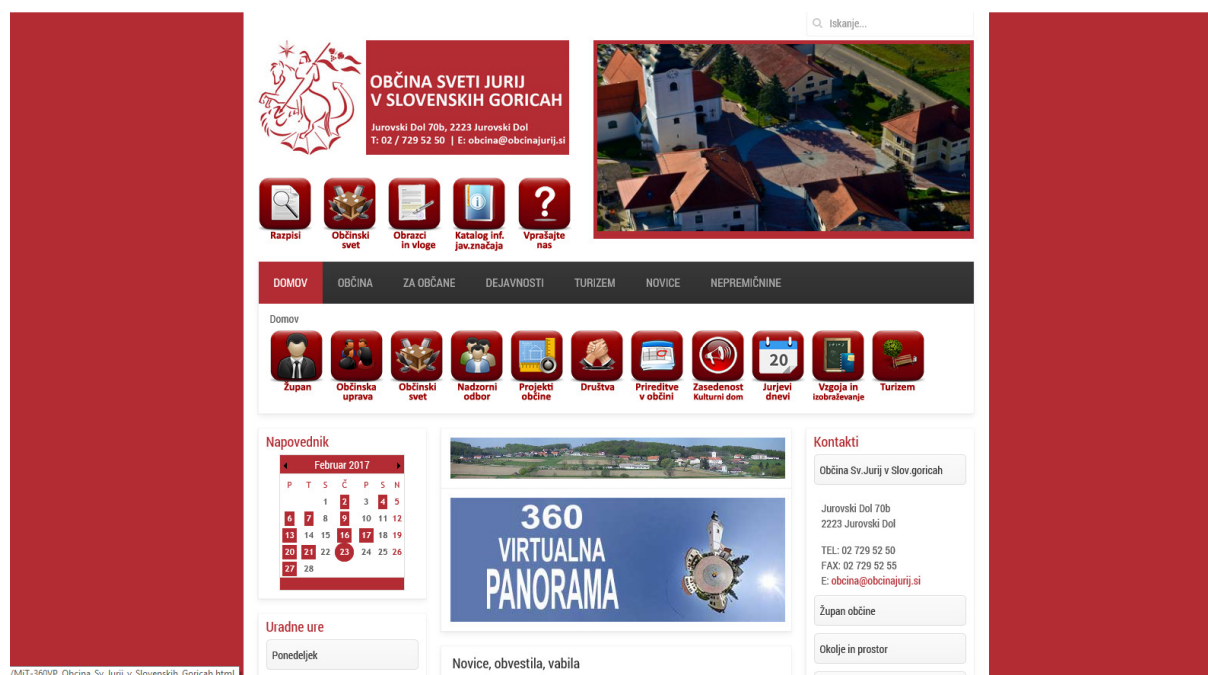 Iskanje...
OBČINA SVETI JURIJ
V SLOVENSKIH GORICAH
Jurovski Dol 70b, 2223 Jurovski Dol
T: 02 / 729 52 50 | E: obcina@obcinajurij.si
Razpisi
Občinski
svet
Obrazci
in vloge
Katalog inf.
jav.značaja
Vprašajte
nas
DOMOV OBČINA ZA OBČANE DEJAVNOSTI TURIZEM NOVICE NEPREMIČNINE
Domov
Župan
Občinska
uprava
Občinski
svet
Nadzorni
odbor
Projekti
občine
Društva
Prireditve
v občini
Zasedenost
Kulturni dom
20
Jurjevi
dnevi
Vzgoja in
izobraževanje
Turizem
Napovednik
Februar 2017
P T S Č P S N
1 2 3 4 5
6 7 8 9 10 11 12
13 14 15 16 17 18 19
20 21 22 23 24 25 26
27 28
Uradne ure
Ponedeljek
360
VIRTUALNA
PANORAMA
Novice, obvestila, vabila
Kontakti
Občina Sv.Jurij v Slov.goricah
Jurovski Dol 70b
2223 Jurovski Dol
TEL: 02 729 52 50
FAX: 02 729 52 55
E: obcina@obcinajurij.si
Župan občine
Okolje in prostor
/MiT-360VP_Obcina_Sv_Jurij_v_Slovenskih_Goricah.html